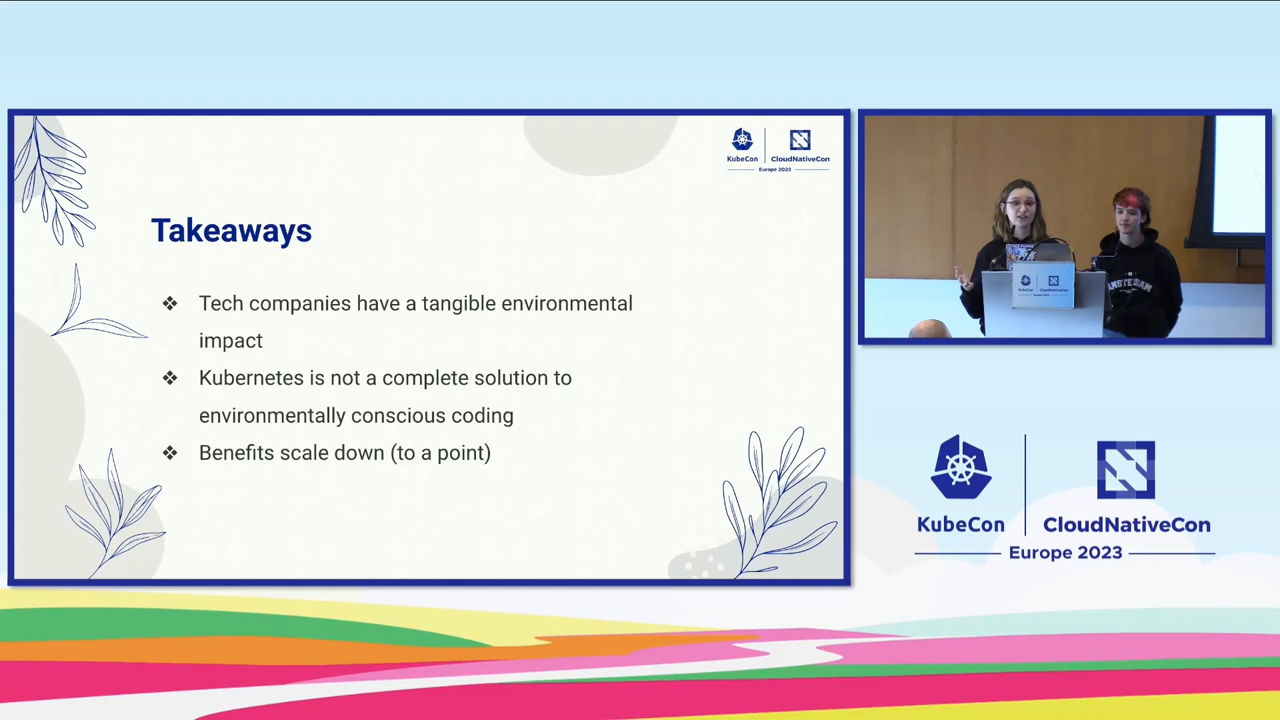 KubeCon
CloudNativeCon
Europe 2023
Takeaways
❖ Tech companies have a tangible environmental
impact
❖ Kubernetes is not a complete solution to
environmentally conscious coding
❖ Benefits scale down (to a point)
AMSTERDAM
KubeCon
CloudNativeCon
Europe 2023